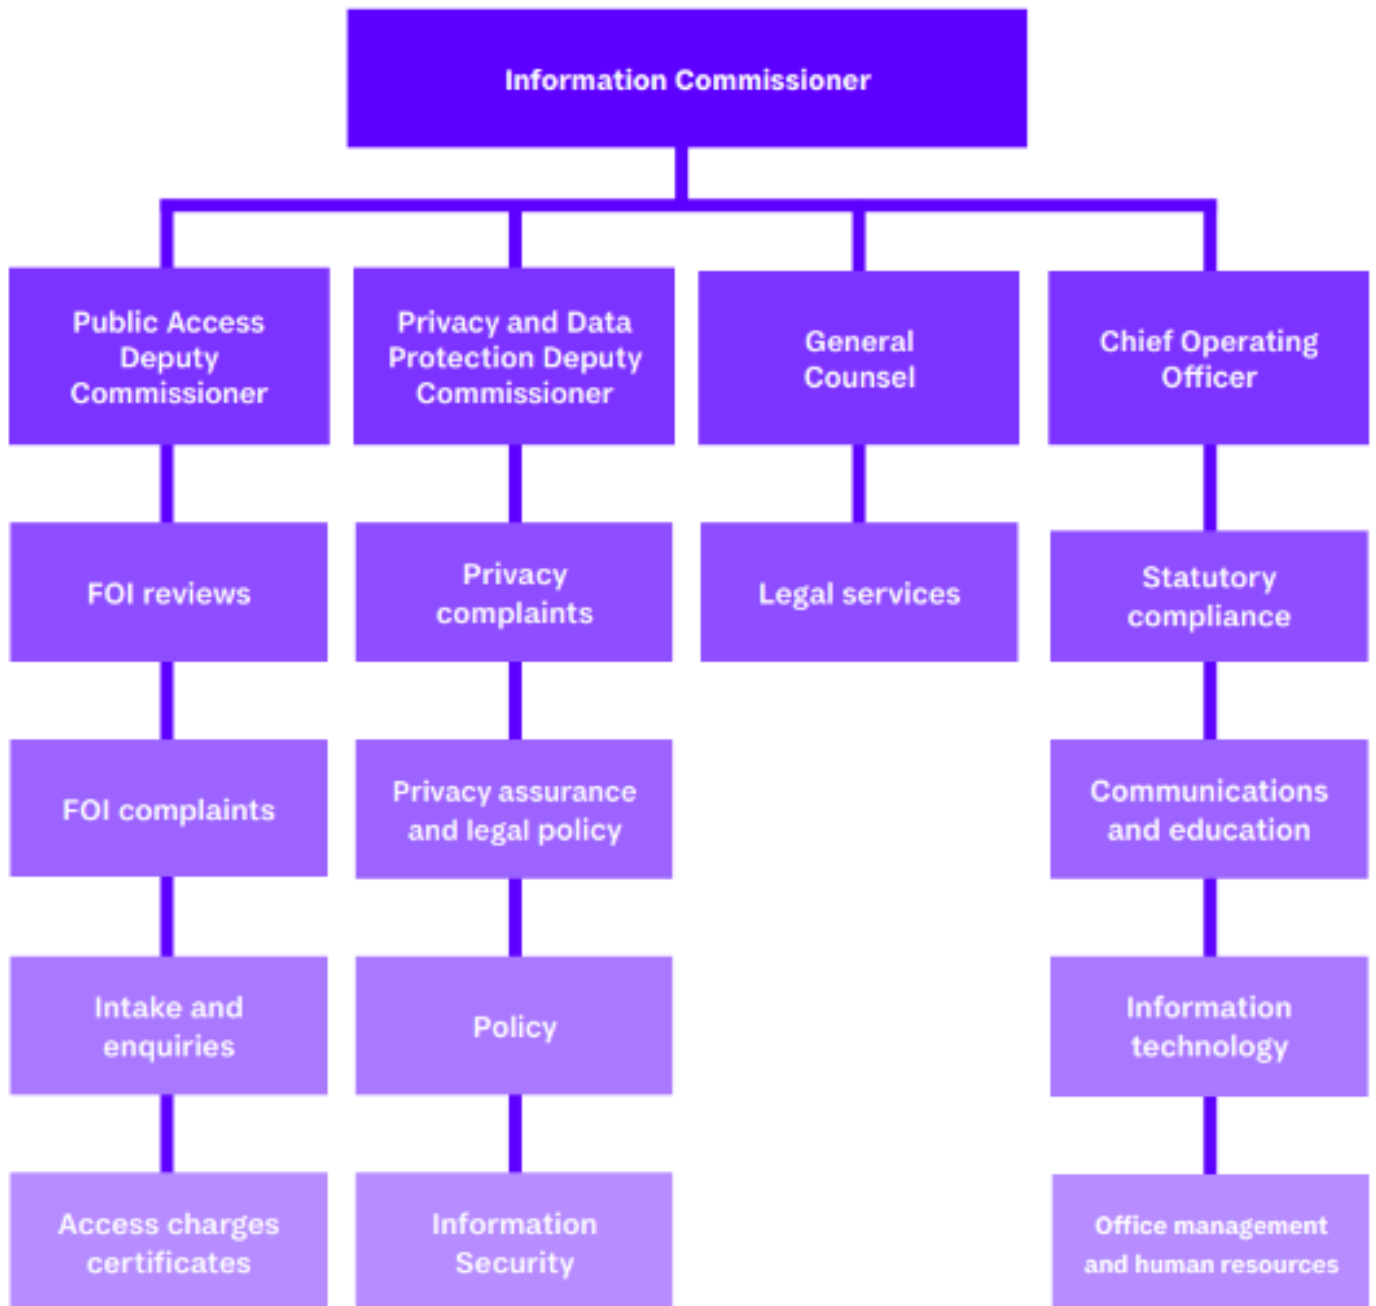 Information Commissioner
Public Access
Deputy
Commissioner
Privacy and Data
Protection Deputy
Commissioner
General
Counsel
Chief Operating
Officer
FOI reviews
Privacy
complaints
Legal services
Statutory
compliance
FOI complaints
Privacy assurance
and legal policy
Communications
and education
Intake and
enquiries
Policy
Information
technology
Access charges
certificates
Information
Security
Office management
and human resources